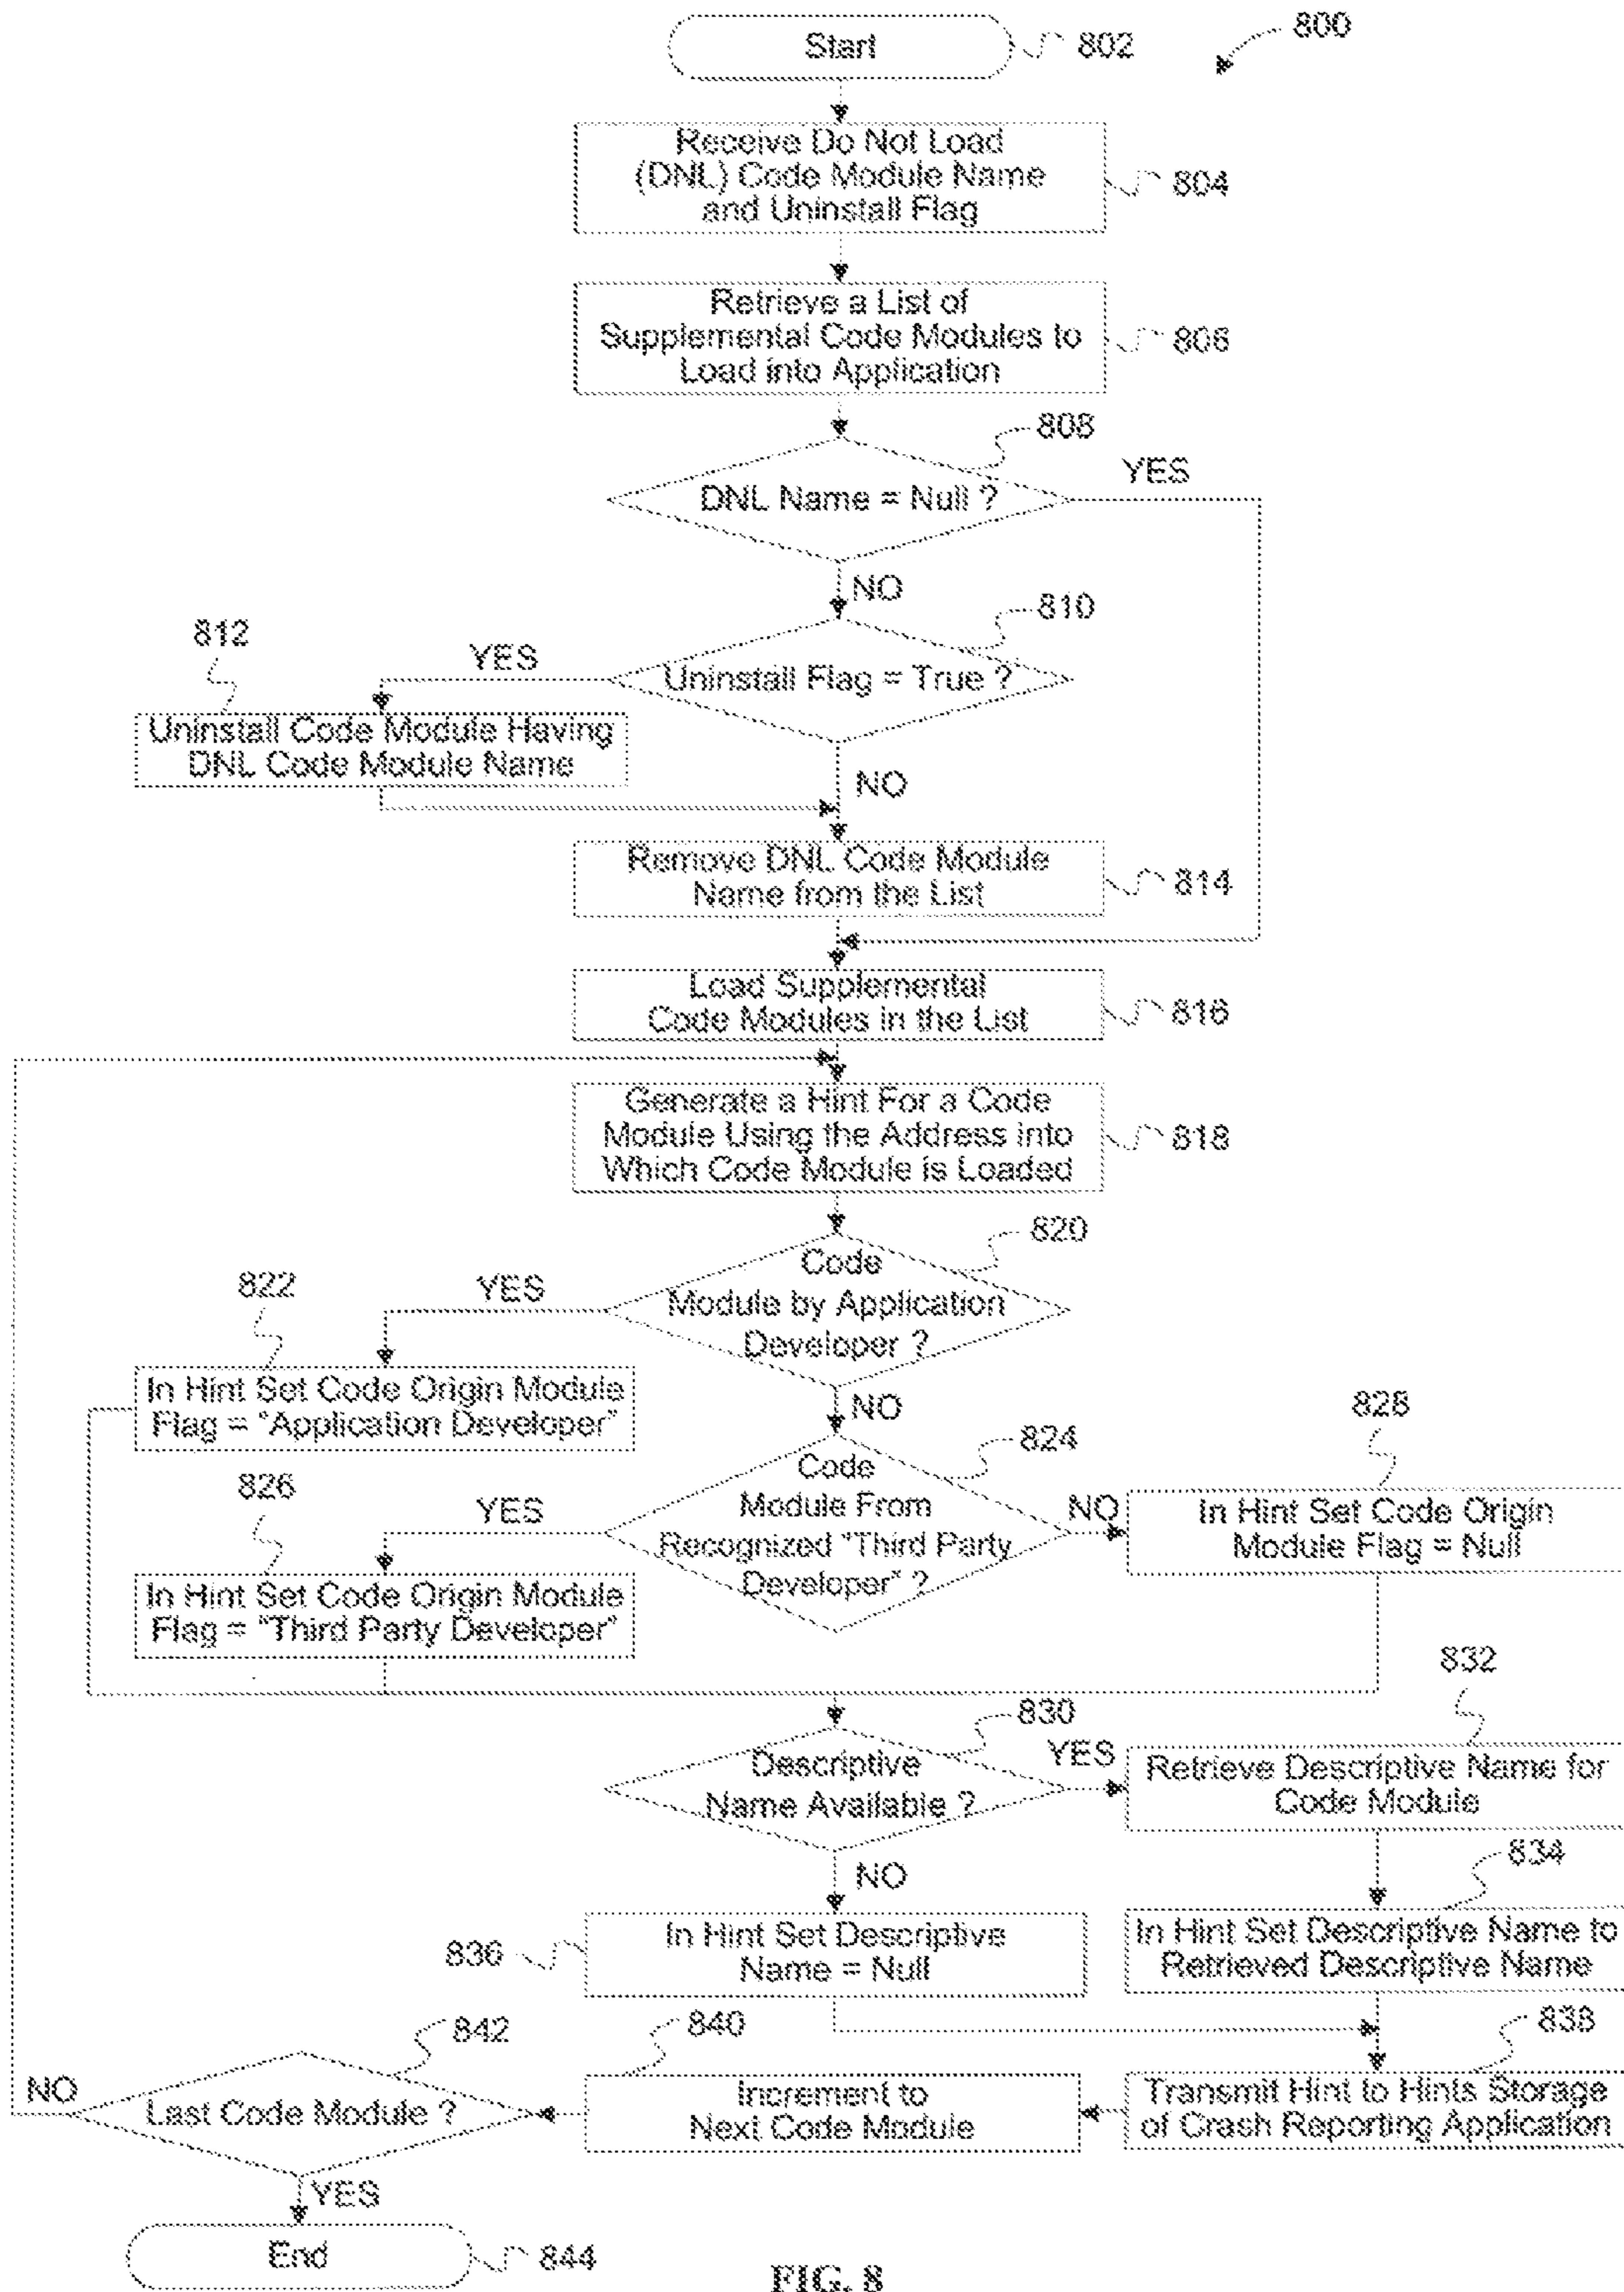 800
Start
802
Receive Do Not Load
(DNL) Code Module Name
and Uninstall Flag
804
Retrieve a List of
Supplemental Code Modules to
Load into Application
806
808
DNL Name = Null ?
YES
NO
810
Uninstall Flag = True ?
YES
812
Uninstall Code Module Having
DNL Code Module Name
NO
Remove DNL Code Module
Name from the List
814
Load Supplemental
Code Modules in the List
816
Generate a Hint For a Code
Module Using the Address into
Which Code Module is Loaded
818
820
Code
Module by Application
Developer ?
YES
822
In Hint Set Code Origin Module
Flag = "Application Developer"
NO
824
Code
Module From
Recognized "Third Party
Developer" ?
YES
826
In Hint Set Code Origin Module
Flag = "Third Party Developer"
NO
828
In Hint Set Code Origin
Module Flag = Null
830
Descriptive
Name Available ?
YES
832
Retrieve Descriptive Name for
Code Module
NO
834
In Hint Set Descriptive Name to
Retrieved Descriptive Name
836
In Hint Set Descriptive
Name = Null
838
Transmit Hint to Hints Storage
of Crash Reporting Application
840
Increment to
Next Code Module
842
Last Code Module ?
NO
YES
End
844
FIG. 8